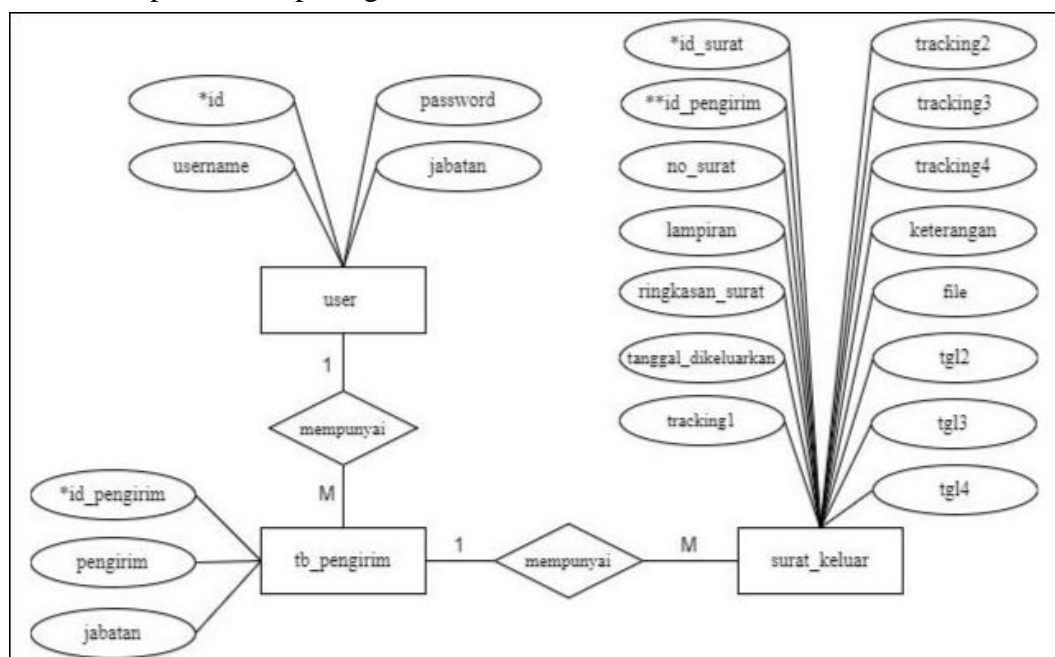 *id
password
username
jabatan
user
1
mempunyai
M
*id_pengirim
pengirim
jabatan
tb_pengirim
1
mempunyai
M
surat_keluar
*id_surat
**id_pengirim
no_surat
lampiran
ringkasan_surat
tanggal_dikeluarkan
tracking1
tracking2
tracking3
tracking4
keterangan
file
tgl2
tgl3
tgl4